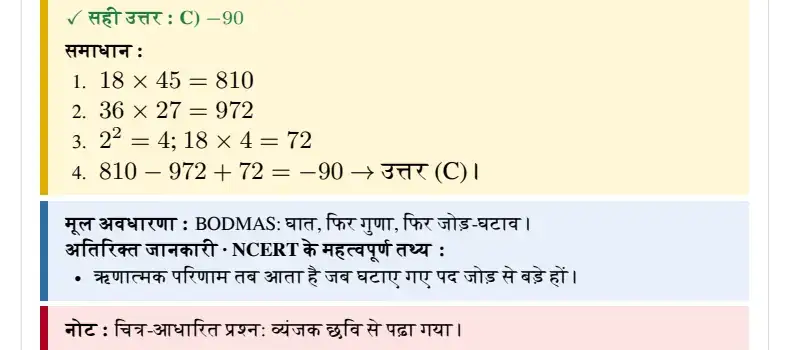 ✓ सही उत्तर : C) −90
समाधान :
1. 18 × 45 = 810
2. 36 × 27 = 972
3. 2² = 4; 18 × 4 = 72
4. 810 − 972 + 72 = −90 → उत्तर (C)।
मूल अवधारणा : BODMAS: घात, फिर गुणा, फिर जोड़-घटाव।
अतिरिक्त जानकारी · NCERT के महत्वपूर्ण तथ्य :
• ऋणात्मक परिणाम तब आता है जब घटाए गए पद जोड़ से बड़े हों।
नोट : चित्र-आधारित प्रश्न: व्यंजक छवि से पढ़ा गया।